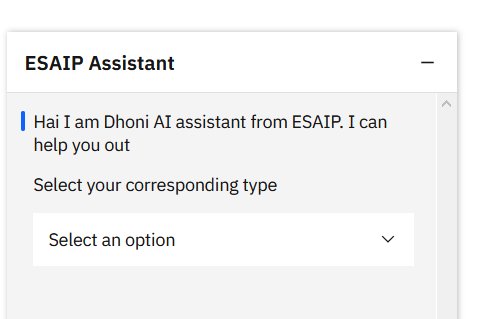 ESAIP Assistant
Hai I am Dhoni AI assistant from ESAIP. I can
help you out
Select your corresponding type
Select an option